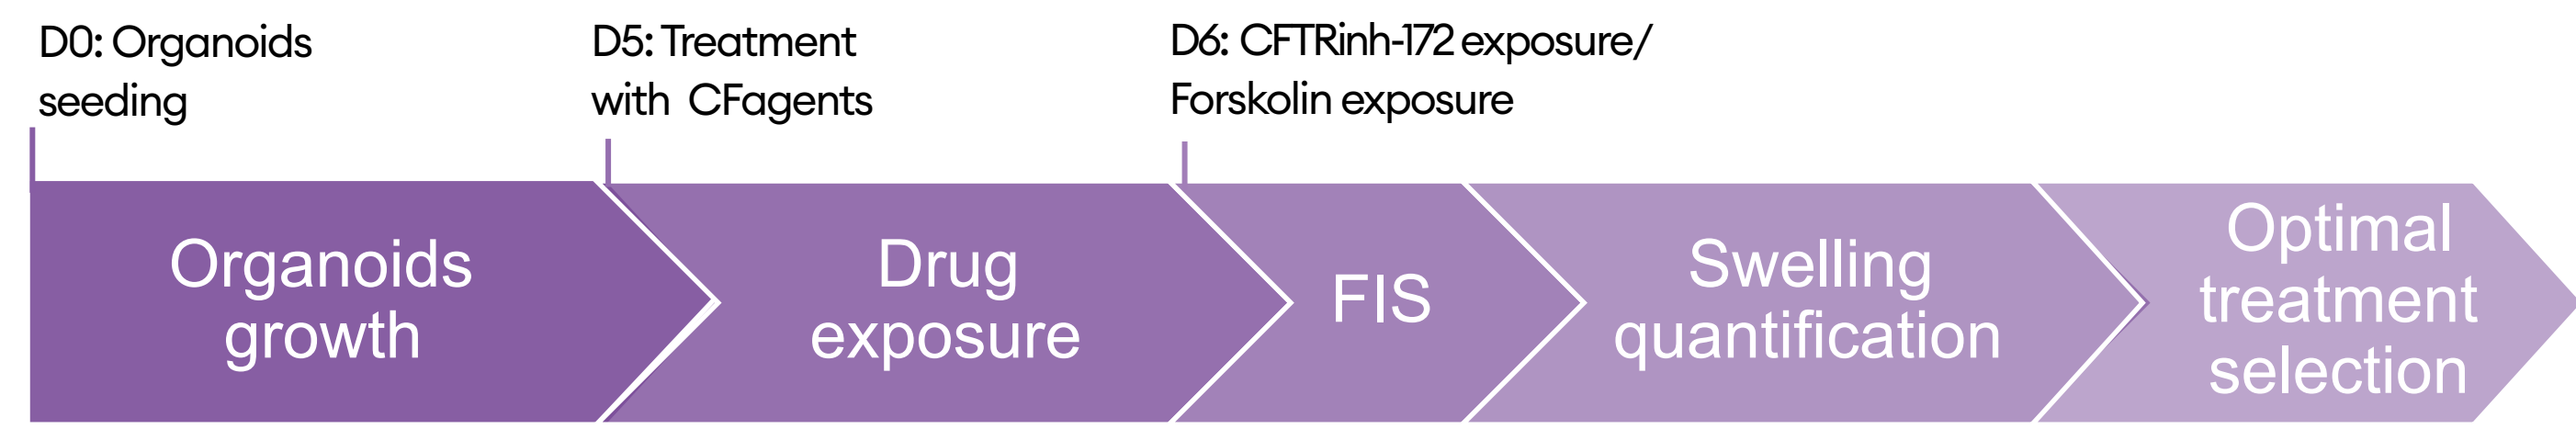 D0: Organoids
seeding
D5: Treatment
with CFagents
D6: CFTRinh-172 exposure/
Forskolin exposure
Organoids
growth
Drug
exposure
FIS
Swelling
quantification
Optimal
treatment
selection